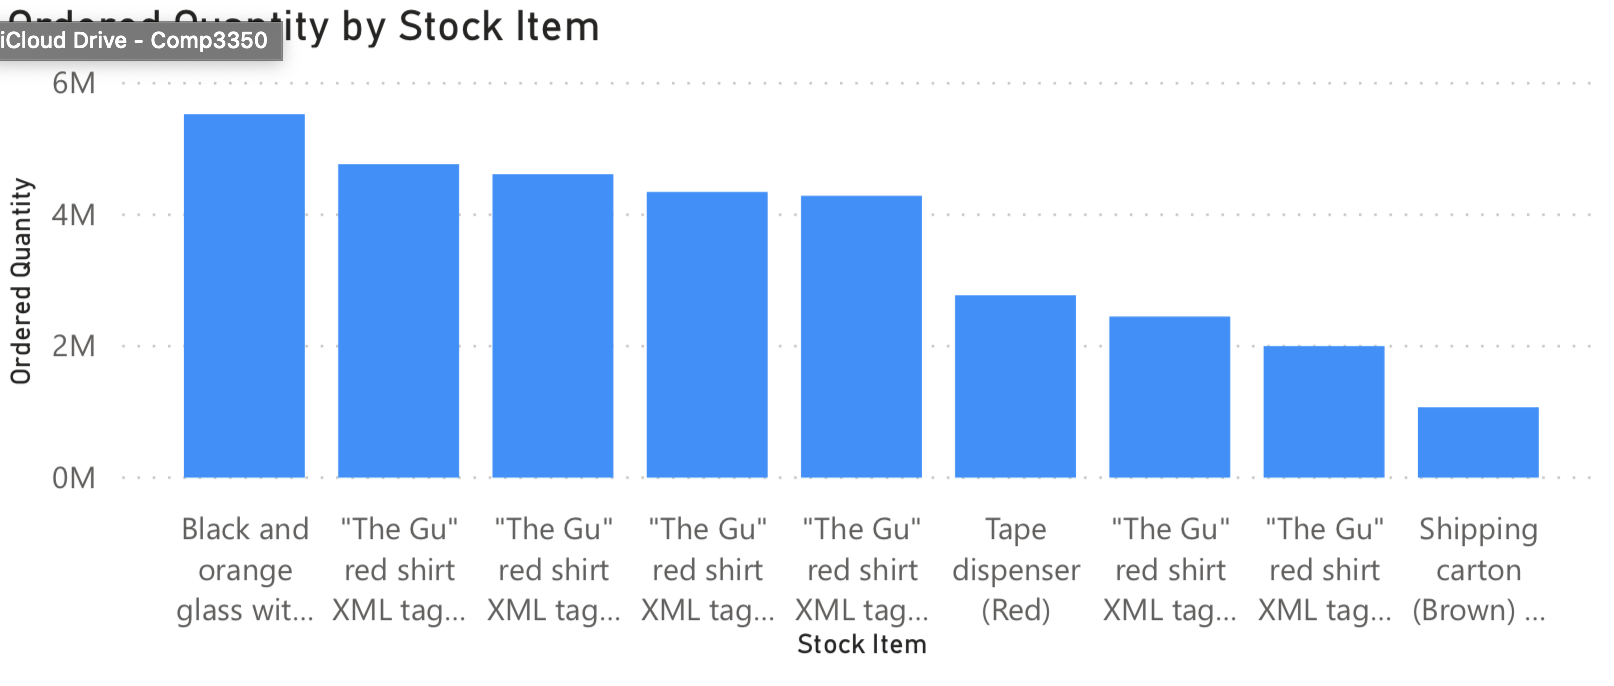 Ordered Quantity by Stock Item
iCloud Drive - Comp3350
6M
4M
2M
0M
Ordered Quantity
Black and
orange
glass wit...
"The Gu"
red shirt
XML tag...
"The Gu"
red shirt
XML tag...
"The Gu"
red shirt
XML tag...
"The Gu"
red shirt
XML tag...
Tape
dispenser
(Red)
"The Gu"
red shirt
XML tag...
"The Gu"
red shirt
XML tag...
Shipping
carton
(Brown) ...
Stock Item